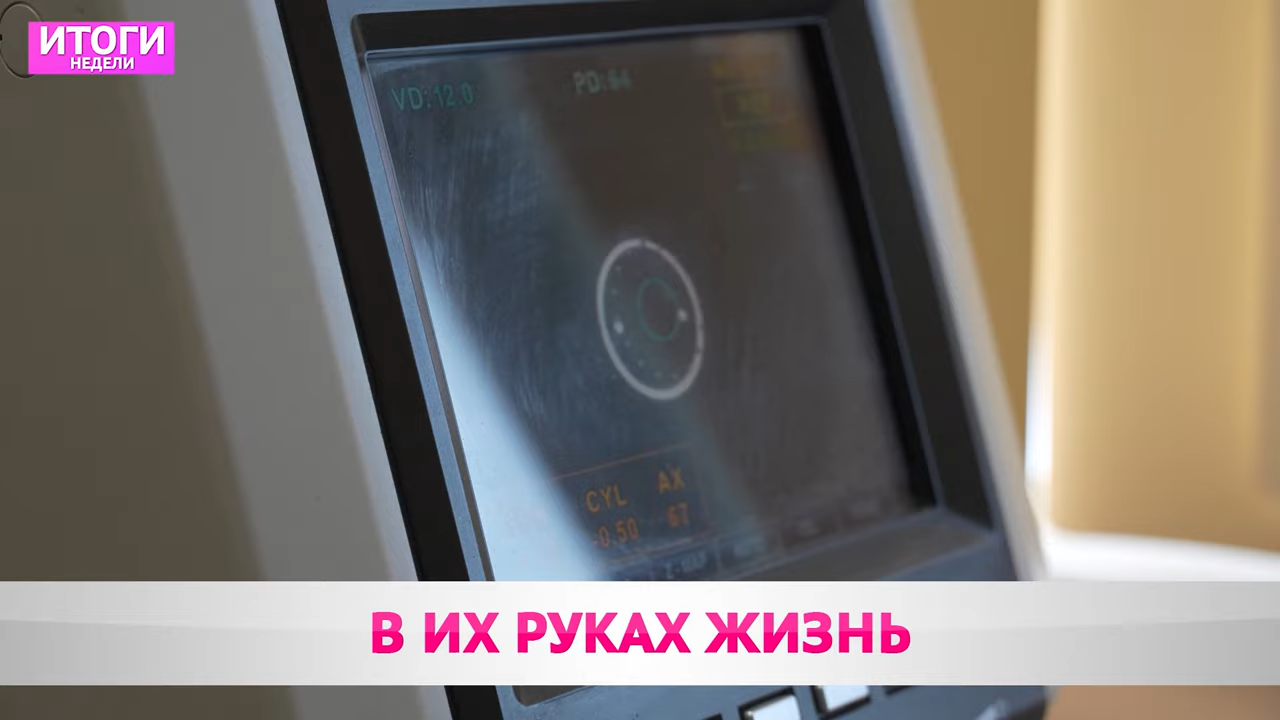 ИТОГИ
НЕДЕЛИ
VD:12.0 PD:64
CYL AX
-0.50 67
В ИХ РУКАХ ЖИЗНЬ